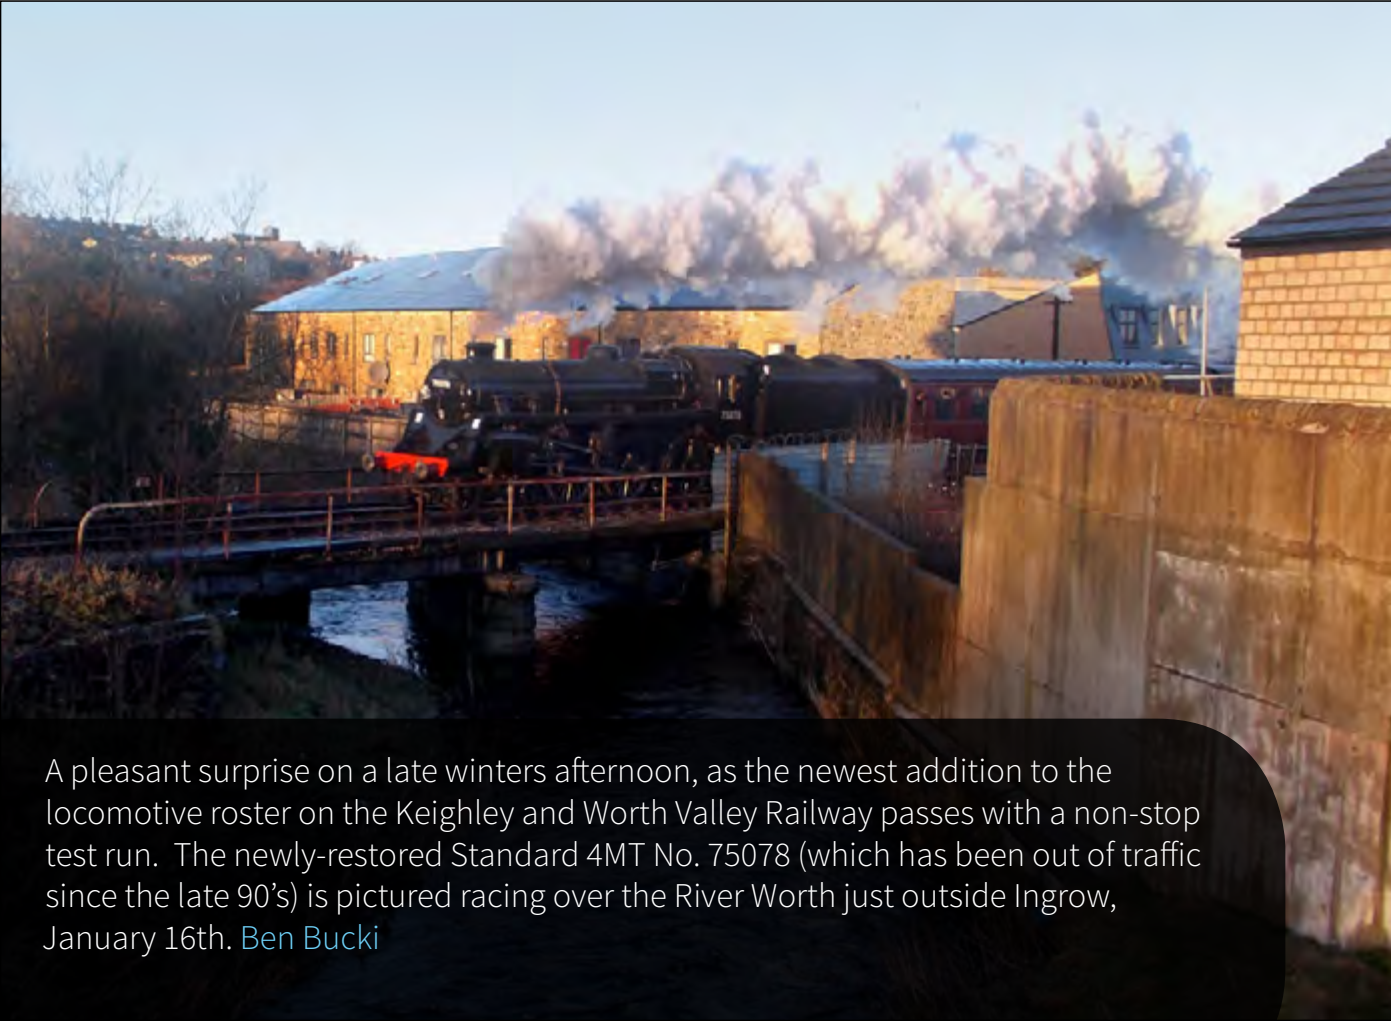 75078
A pleasant surprise on a late winters afternoon, as the newest addition to the
locomotive roster on the Keighley and Worth Valley Railway passes with a non-stop
test run.  The newly-restored Standard 4MT No. 75078 (which has been out of traffic
since the late 90’s) is pictured racing over the River Worth just outside Ingrow,
January 16th. Ben Bucki